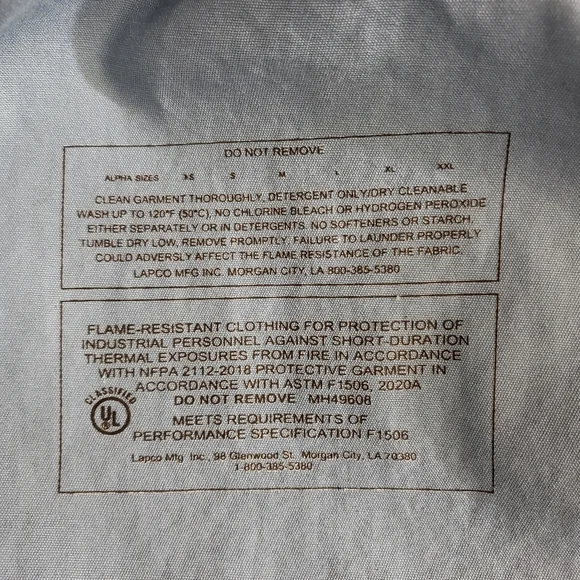 DO NOT REMOVE
ALPHA SIZES XS S M L XL XXL
CLEAN GARMENT THOROUGHLY, DETERGENT ONLY/DRY CLEANABLE
WASH UP TO 120°F (50°C), NO CHLORINE BLEACH OR HYDROGEN PEROXIDE
EITHER SEPARATELY OR IN DETERGENTS. NO SOFTENERS OR STARCH,
TUMBLE DRY LOW, REMOVE PROMPTLY. FAILURE TO LAUNDER PROPERLY
COULD ADVERSELY AFFECT THE FLAME RESISTANCE OF THE FABRIC.
LAPCO MFG INC. MORGAN CITY, LA 800-385-5380
FLAME-RESISTANT CLOTHING FOR PROTECTION OF
INDUSTRIAL PERSONNEL AGAINST SHORT-DURATION
THERMAL EXPOSURES FROM FIRE IN ACCORDANCE
WITH NFPA 2112-2018 PROTECTIVE GARMENT IN
ACCORDANCE WITH ASTM F1506, 2020A
DO NOT REMOVE MH49608
CLASSIFIED
UL
MEETS REQUIREMENTS OF
PERFORMANCE SPECIFICATION F1506
Lapco Mfg Inc., 98 Glenwood St. Morgan City, LA 70380
1-800-385-5380